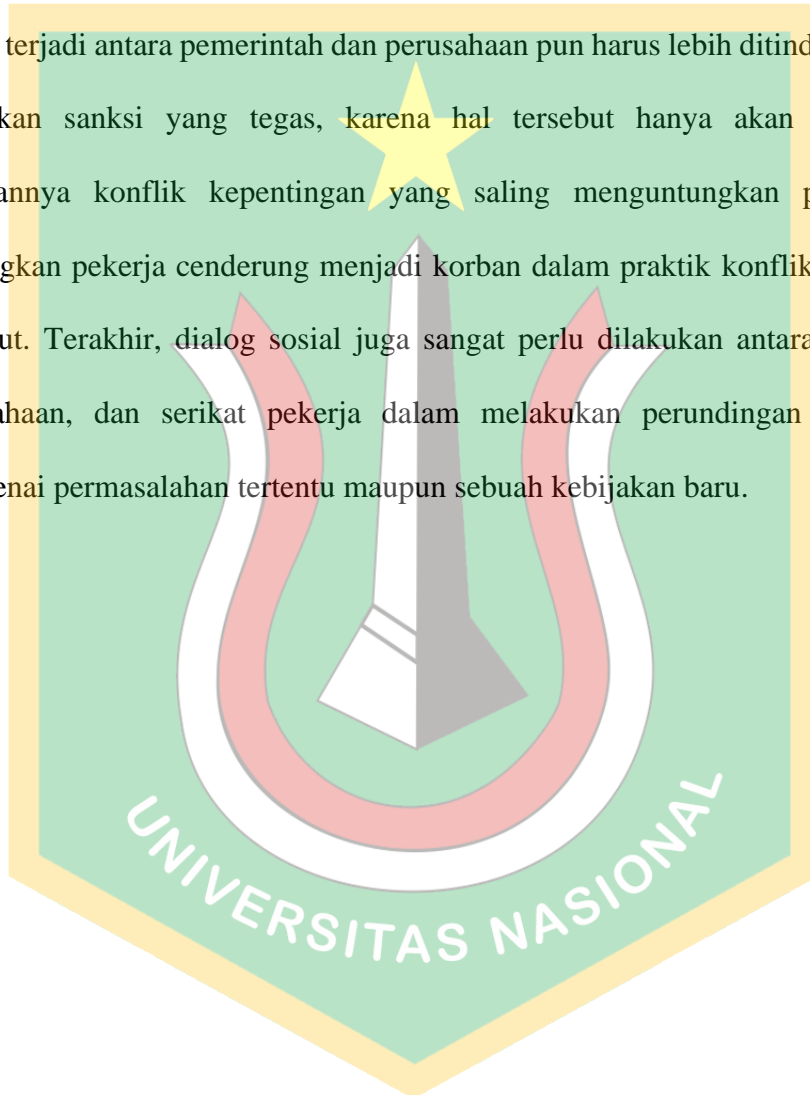 terjadi antara pemerintah dan perusahaan pun harus lebih ditind
kan sanksi yang tegas, karena hal tersebut hanya akan
annya konflik kepentingan yang saling menguntungkan p
gkan pekerja cenderung menjadi korban dalam praktik konflik
ut. Terakhir, dialog sosial juga sangat perlu dilakukan antara
ahaan, dan serikat pekerja dalam melakukan perundingan
enai permasalahan tertentu maupun sebuah kebijakan baru.
UNIVERSITAS NASIONAL